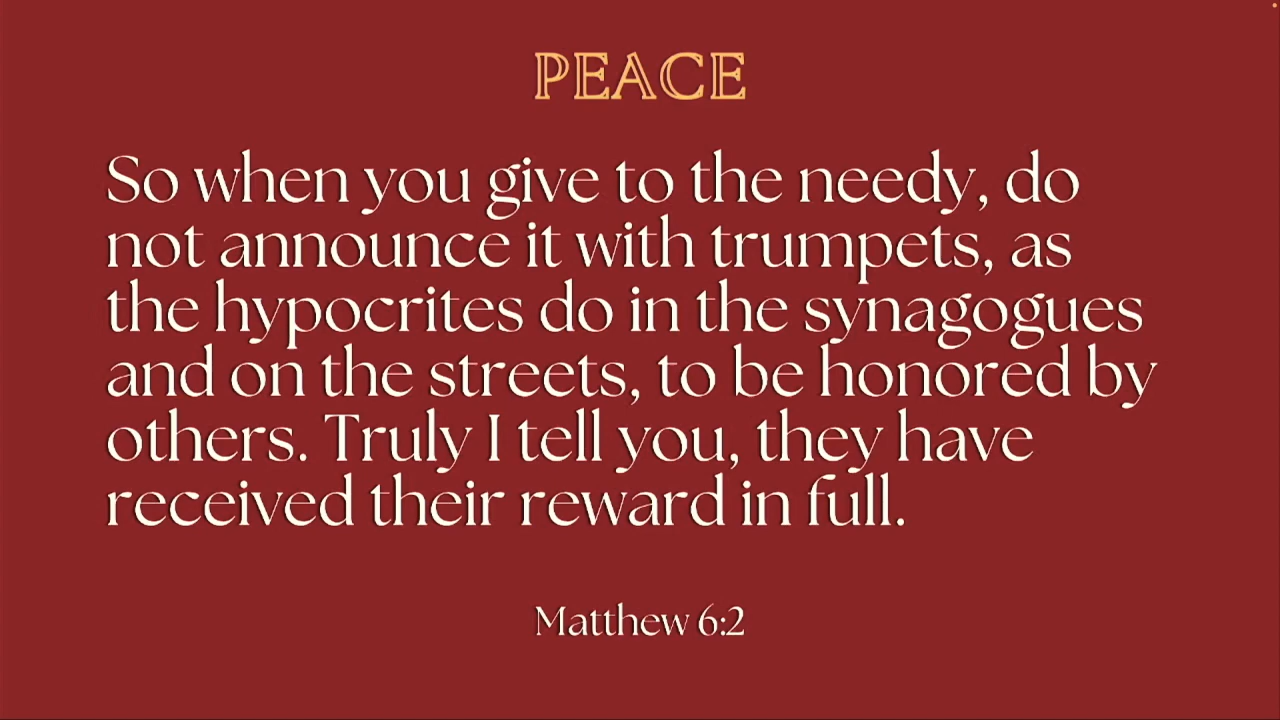 PEACE
So when you give to the needy, do
not announce it with trumpets, as
the hypocrites do in the synagogues
and on the streets, to be honored by
others. Truly I tell you, they have
received their reward in full.
Matthew 6:2